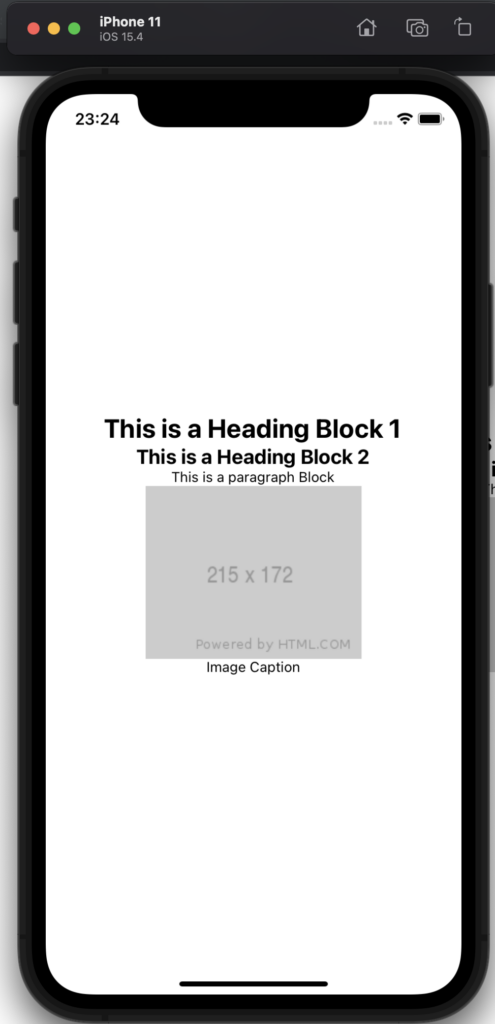 iPhone 11
iOS 15.4
23:24
This is a Heading Block 1
This is a Heading Block 2
This is a paragraph Block
215 x 172
Powered by HTML.COM
Image Caption